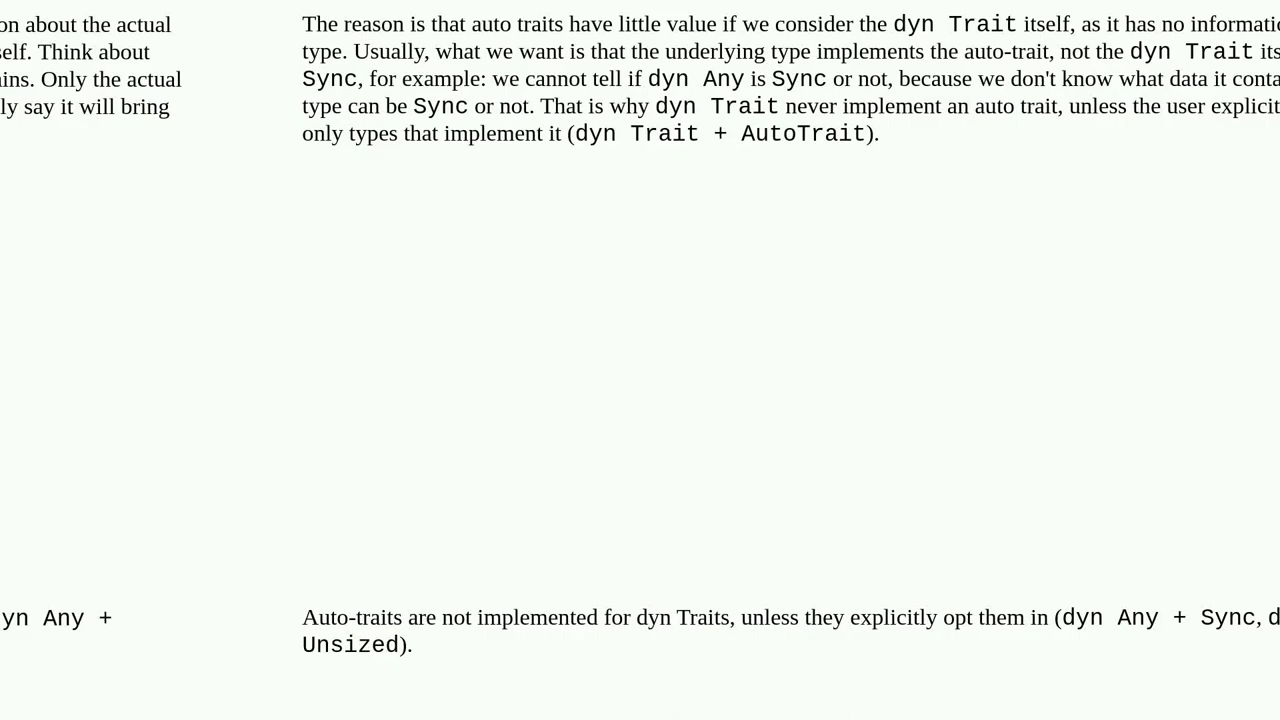 on about the actual
self. Think about
ins. Only the actual
ly say it will bring
The reason is that auto traits have little value if we consider the dyn Trait itself, as it has no informatio
type. Usually, what we want is that the underlying type implements the auto-trait, not the dyn Trait its
Sync, for example: we cannot tell if dyn Any is Sync or not, because we don't know what data it conta
type can be Sync or not. That is why dyn Trait never implement an auto trait, unless the user explicit
only types that implement it (dyn Trait + AutoTrait).
yn Any +
Auto-traits are not implemented for dyn Traits, unless they explicitly opt them in (dyn Any + Sync, d
Unsized).